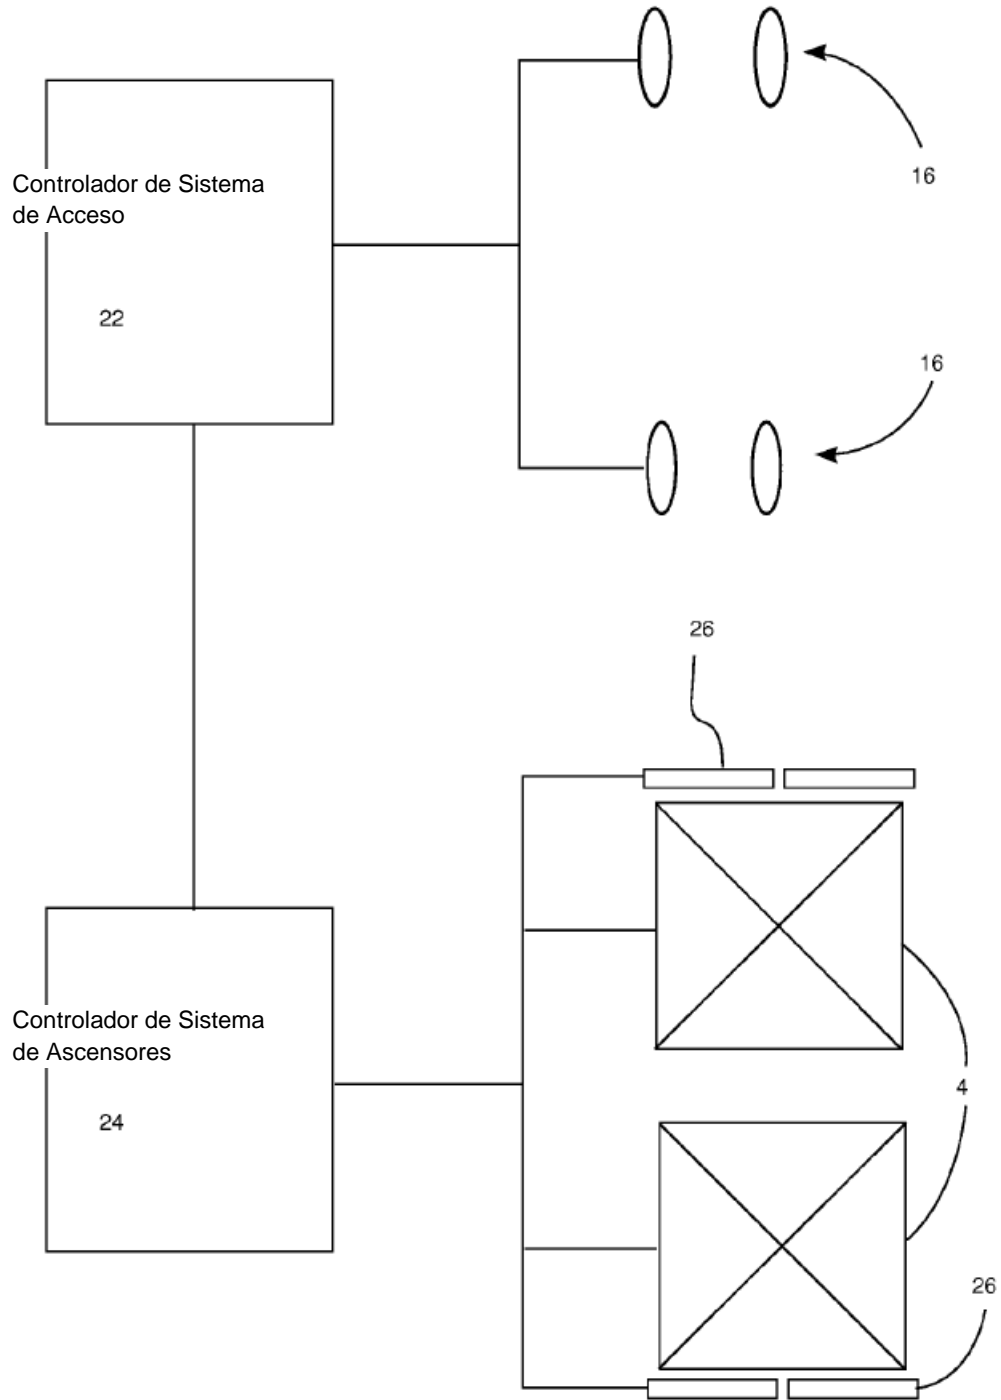 16
Controlador de Sistema
de Acceso
22
16
26
Controlador de Sistema
de Ascensores
24
4
26